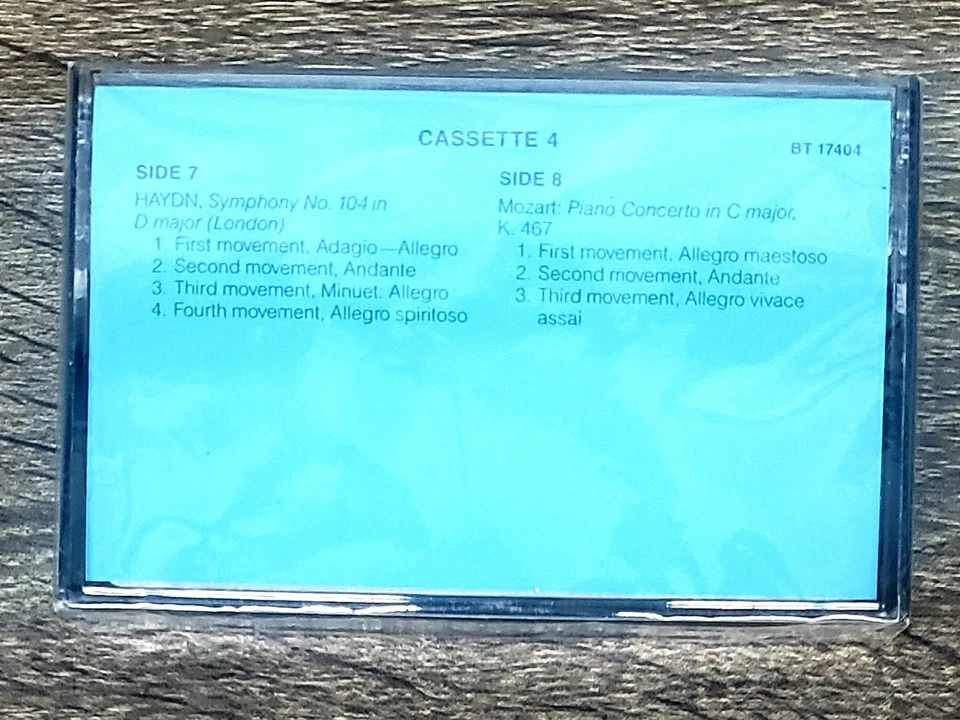 CASSETTE 4
BT 17404
SIDE 7
HAYDN, Symphony No. 104 in
D major (London)
1. First movement, Adagio—Allegro
2. Second movement, Andante
3. Third movement, Minuet: Allegro
4. Fourth movement, Allegro spiritoso
SIDE 8
Mozart: Piano Concerto in C major,
K. 467
1. First movement, Allegro maestoso
2. Second movement, Andante
3. Third movement, Allegro vivace
assai